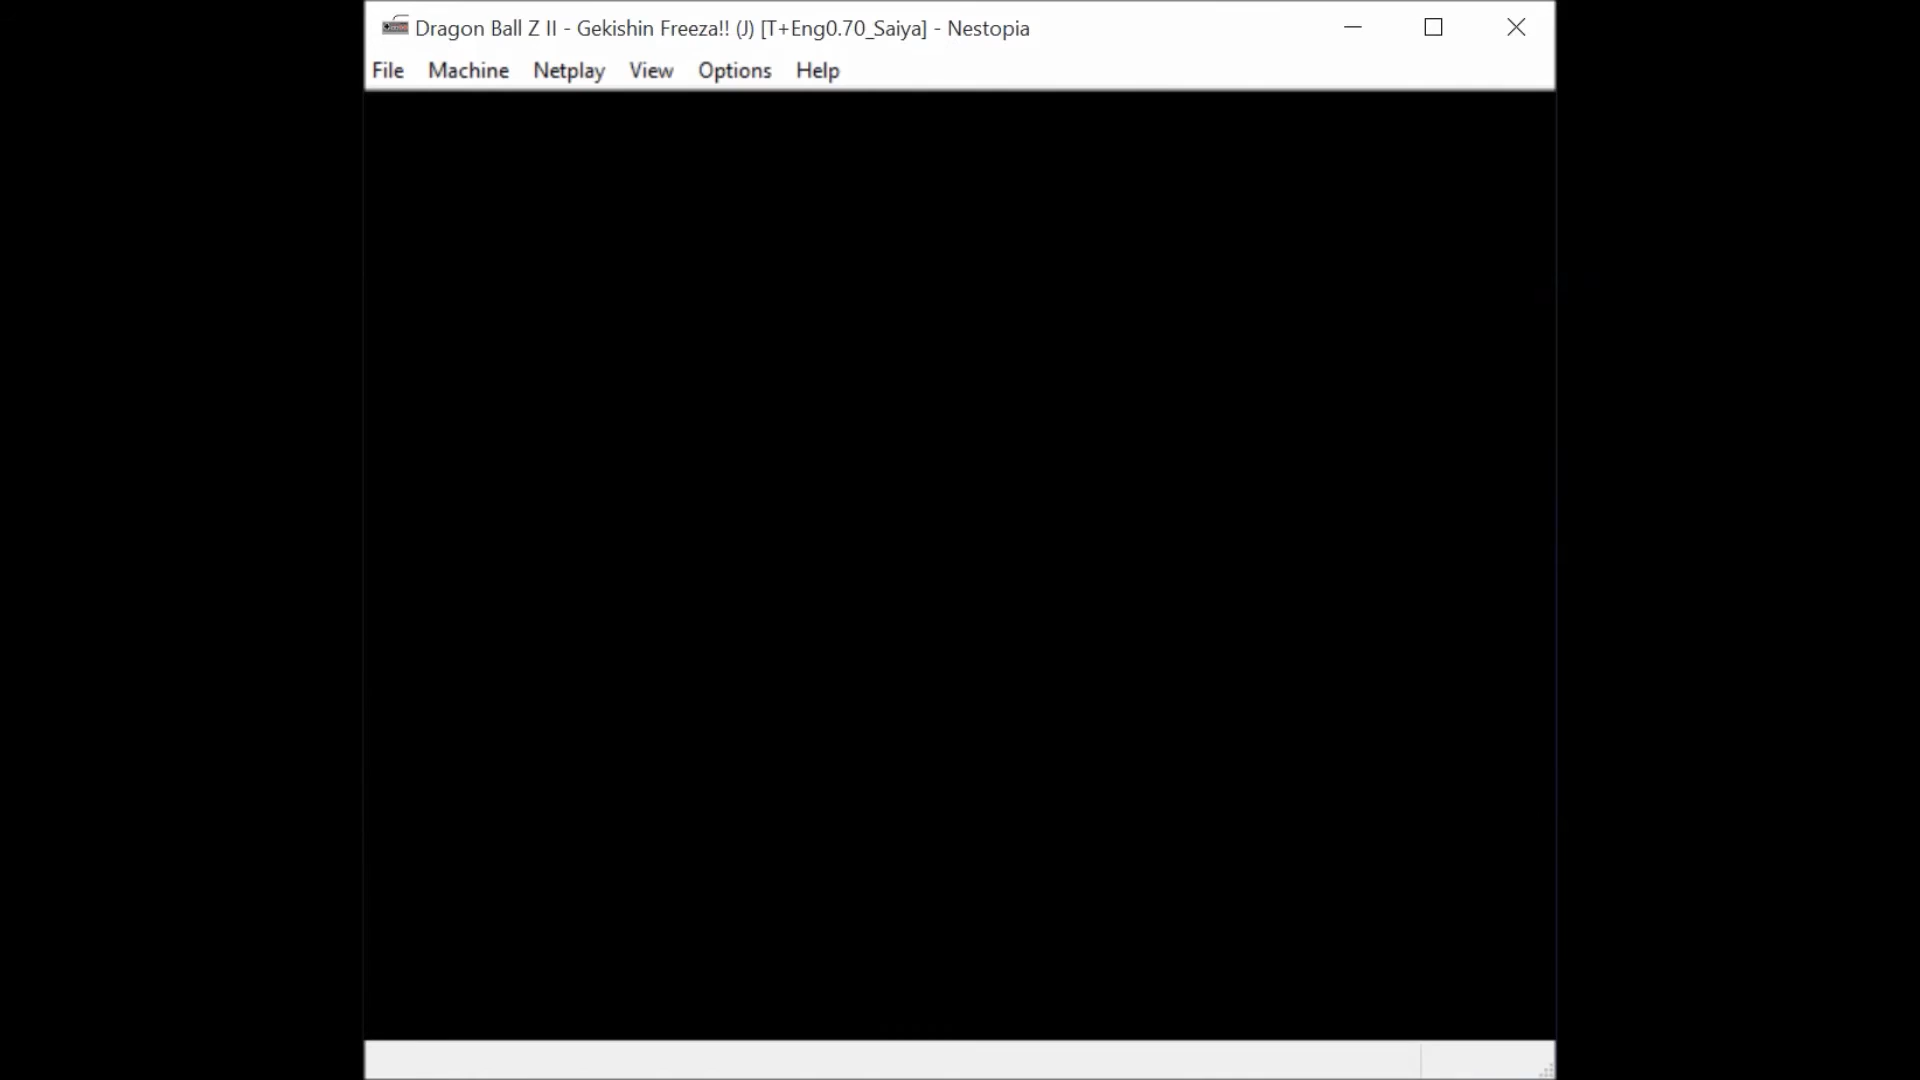 Dragon Ball Z II - Gekishin Freeza!! (J) [T+Eng0.70_Saiya] - Nestopia
File Machine Netplay View Options Help